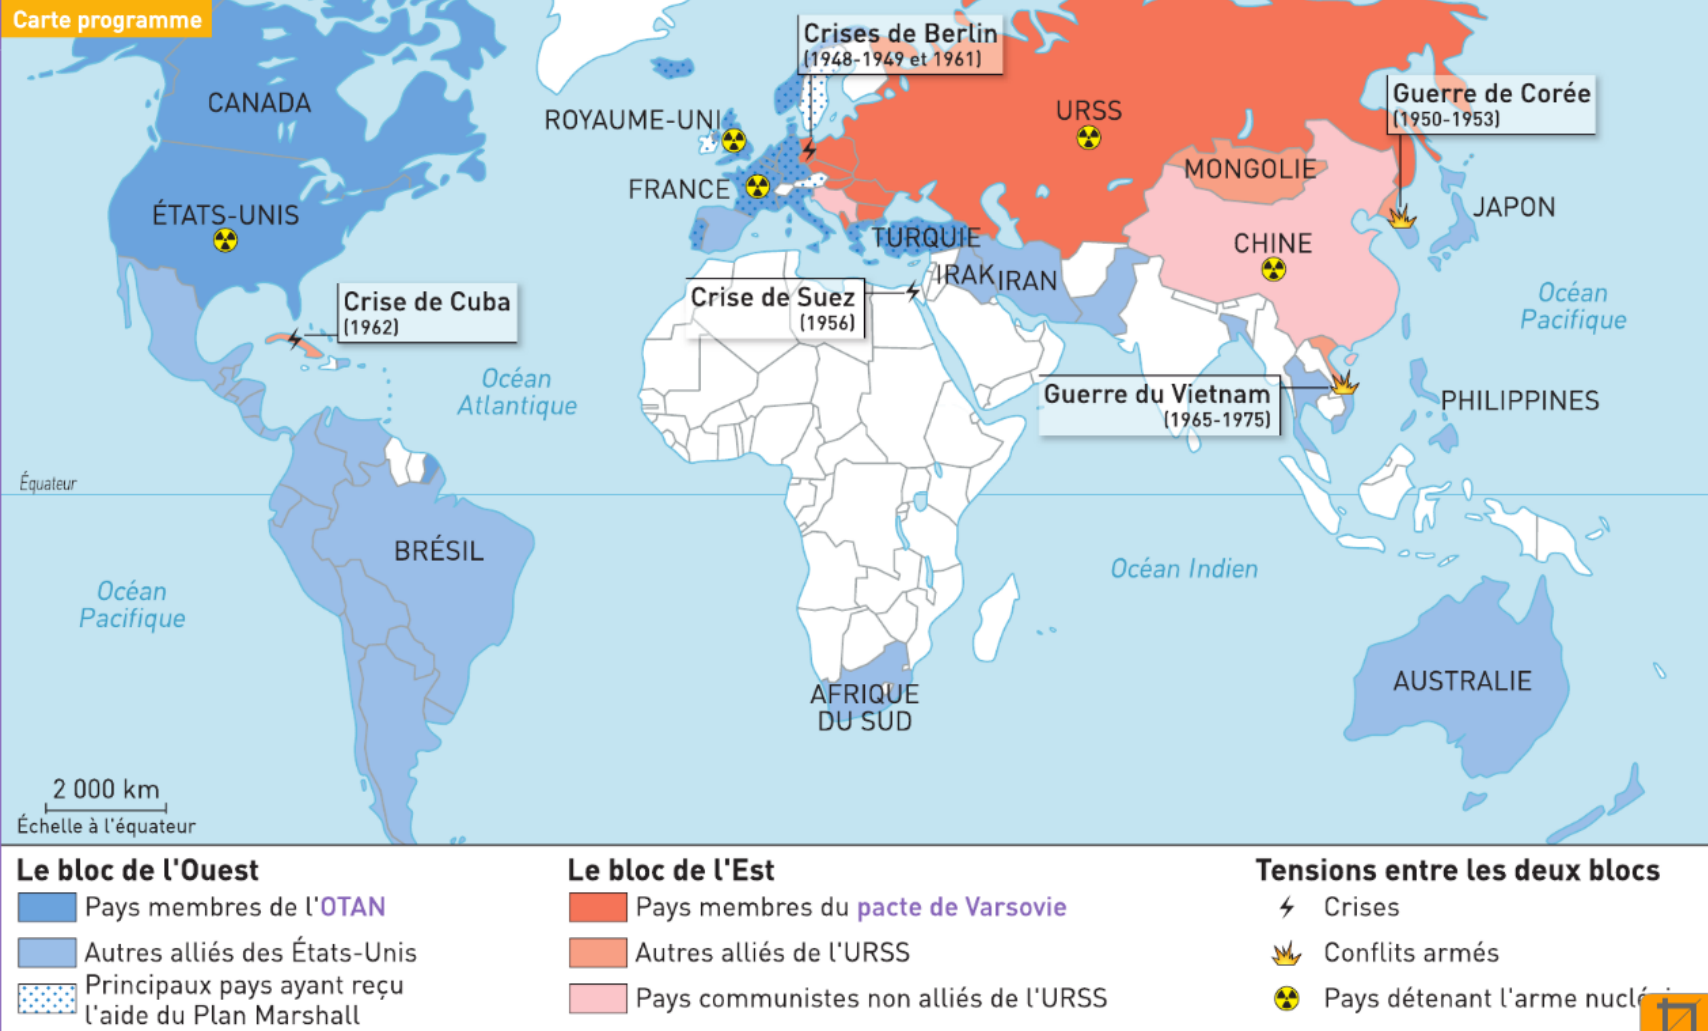 Carte programme
Crises de Berlin
(1948-1949 et 1961)
CANADA
ROYAUME-UNI
URSS
Guerre de Corée
(1950-1953)
MONGOLIE
FRANCE
ÉTATS-UNIS
JAPON
TURQUIE
CHINE
IRAK
IRAN
Crise de Cuba
(1962)
Crise de Suez
(1956)
Océan
Pacifique
Océan
Atlantique
Guerre du Vietnam
(1965-1975)
PHILIPPINES
Équateur
BRÉSIL
Océan Indien
Océan
Pacifique
AFRIQUE
DU SUD
AUSTRALIE
2 000 km
Échelle à l'équateur
Le bloc de l'Ouest
Pays membres de l'OTAN
Autres alliés des États-Unis
Principaux pays ayant reçu
l'aide du Plan Marshall
Le bloc de l'Est
Pays membres du pacte de Varsovie
Autres alliés de l'URSS
Pays communistes non alliés de l'URSS
Tensions entre les deux blocs
Crises
Conflits armés
Pays détenant l'arme